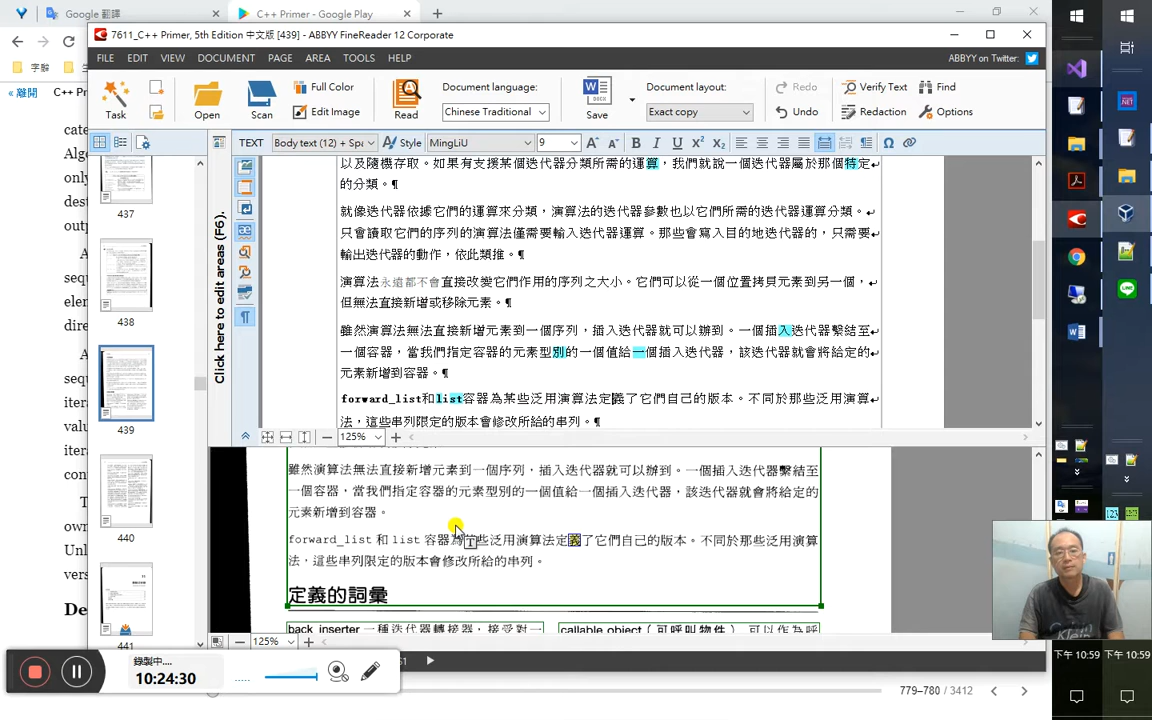 Google 翻譯
C++ Primer - Google Play
7611_C++ Primer, 5th Edition 中文版 [439] - ABBYY FineReader 12 Corporate
FILE EDIT VIEW DOCUMENT PAGE AREA TOOLS HELP
ABBYY on Twitter:
« 離開
Task
Open
Scan
Full Color
Edit Image
Read
Document language:
Chinese Traditional
Save
Document layout:
Exact copy
Redo
Undo
Verify Text
Find
Redaction
Options
TEXT
Style
MingLiU
9
以及隨機存取。如果有支援某個迭代器分類所需的運算，我們就說一個迭代器屬於那個特定
的分類。¶
就像迭代器依據它們的運算來分類，演算法的迭代器參數也以它們所需的迭代器運算分類。
只會讀取它們的序列的演算法僅需要輸入迭代器運算。那些會寫入目的地迭代器的，只需要
輸出迭代器的動作，依此類推。¶
演算法永遠都不會直接改變它們作用的序列之大小。它們可以從一個位置拷貝元素到另一個，
但無法直接新增或移除元素。¶
雖然演算法無法直接新增元素到一個序列，插入迭代器就可以辦到。一個插入迭代器繫結至
一個容器，當我們指定容器的元素型別的一個值給一個插入迭代器，該迭代器就會將給定的
元素新增到容器。¶
forward_list和list容器為某些泛用演算法定義了它們自己的版本。不同於那些泛用演算
法，這些串列限定的版本會修改所給的串列。¶
125%
Click here to edit areas (F6).
437
438
439
440
441
雖然演算法無法直接新增元素到一個序列，插入迭代器就可以辦到。一個插入迭代器繫結至
一個容器，當我們指定容器的元素型別的一個值給一個插入迭代器，該迭代器就會將給定的
元素新增到容器。
forward_list 和 list 容器為某些泛用演算法定義了它們自己的版本。不同於那些泛用演算
法，這些串列限定的版本會修改所給的串列。
定義的詞彙
back inserter 一種迭代器轉接器，接受對一
callable object（可呼叫物件） 可以作為呼
125%
錄製中....
10:24:30
779–780 / 3412
下午 10:59
下午 10:59